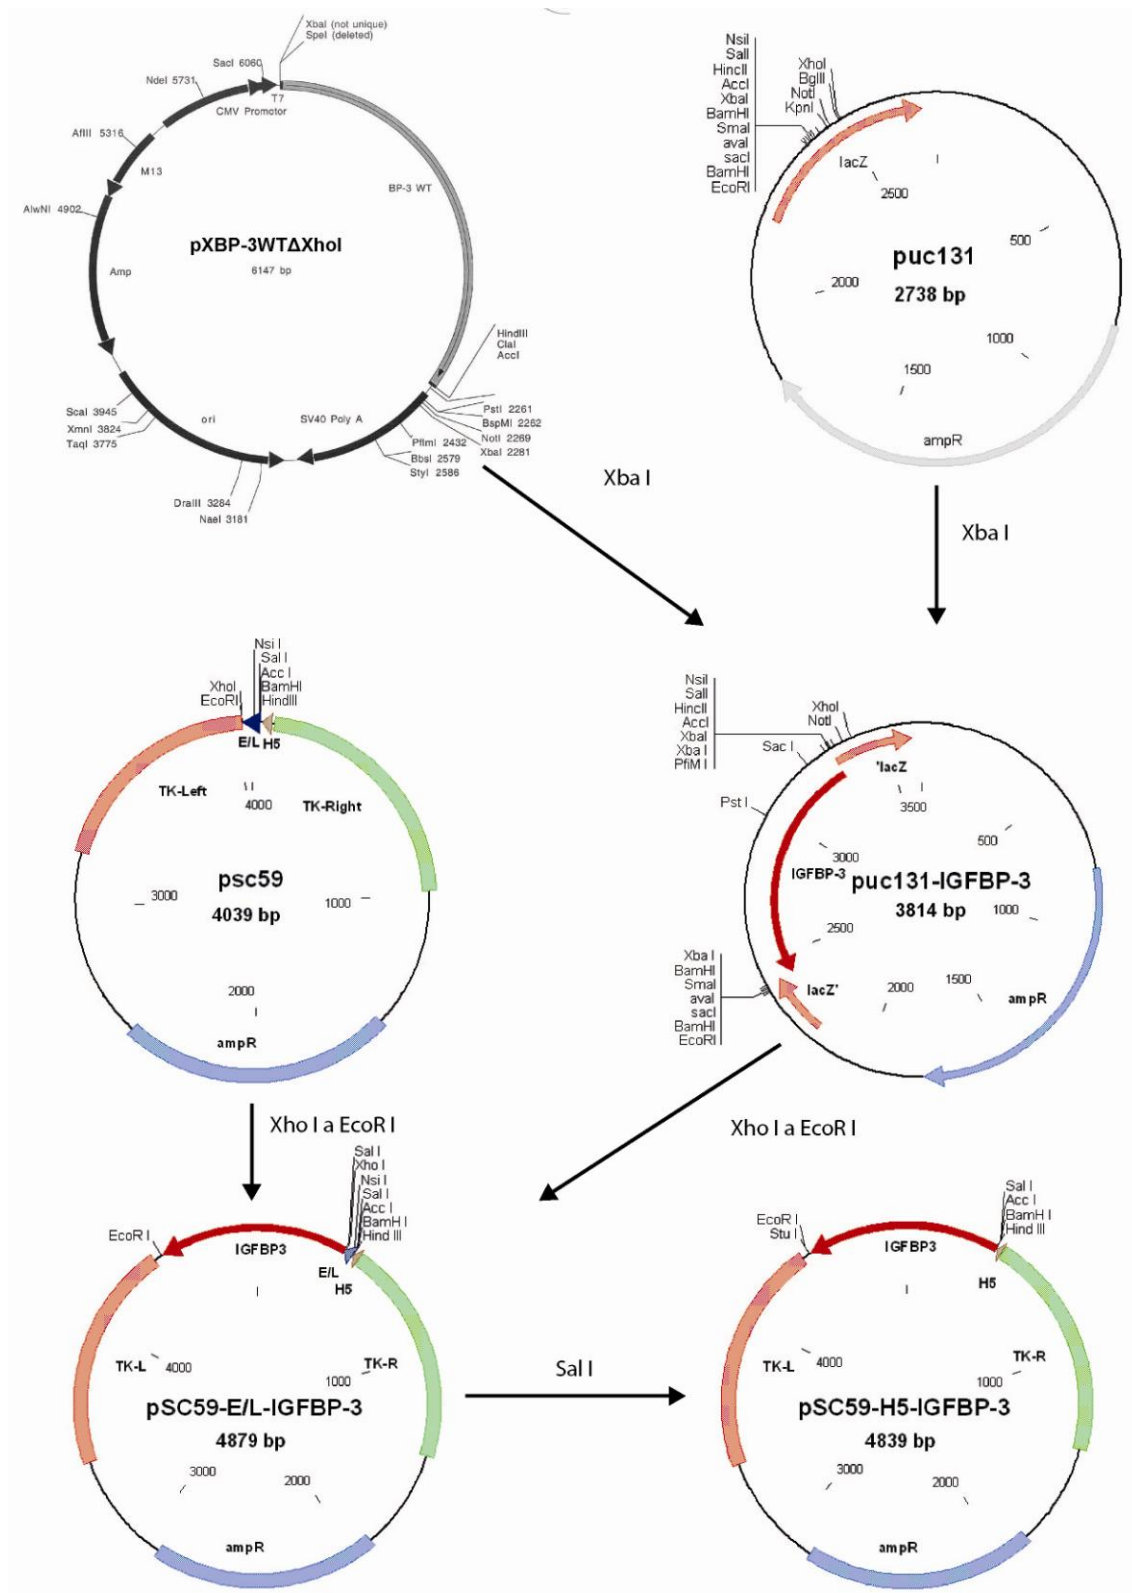 XbaI (not unique)
SpeI (deleted)
SacI 6060
NdeI 5731
T7
CMV Promotor
AflII 5316
M13
BP-3 WT
AlwNI 4902
pXBP-3WTΔXhoI
6147 bp
Amp
HindIII
ClaI
AccI
ScaI 3945
XmnI 3824
TaqI 3775
ori
SV40 Poly A
PstI 2261
BspMI 2262
NotI 2269
XbaI 2281
PflmI 2432
BbsI 2579
StyI 2586
DraIII 3284
NaeI 3181
NsiI
SalI
HincII
AccI
XbaI
BamHI
SmaI
avaI
sacI
BamHI
EcoRI
XhoI
BglII
NotI
KpnI
lacZ
2500
500
puc131
2738 bp
2000
1000
1500
ampR
Xba I
Xba I
Nsi I
Sal I
Acc I
BamHI
HindIII
XhoI
EcoRI
E/L H5
TK-Left
4000
TK-Right
psc59
4039 bp
3000
1000
2000
ampR
NsiI
SalI
HincII
AccI
XbaI
Xba I
PflM I
XhoI
NotI
Sac I
'lacZ
3500
Pst I
500
3000
IGFBP-3
puc131-IGFBP-3
3814 bp
1000
2500
Xba I
BamHI
SmaI
avaI
sacI
BamHI
EcoRI
lacZ'
2000
1500
ampR
Xho I a EcoR I
Xho I a EcoR I
Sal I
Xho I
Nsi I
Sal I
Acc I
BamH I
Hind III
EcoR I
IGFBP3
E/L
H5
TK-L
4000
TK-R
1000
pSC59-E/L-IGFBP-3
4879 bp
3000
2000
ampR
Sal I
Sal I
Acc I
BamH I
Hind III
EcoR I
Stu I
IGFBP3
H5
TK-L
4000
TK-R
1000
pSC59-H5-IGFBP-3
4839 bp
3000
2000
ampR